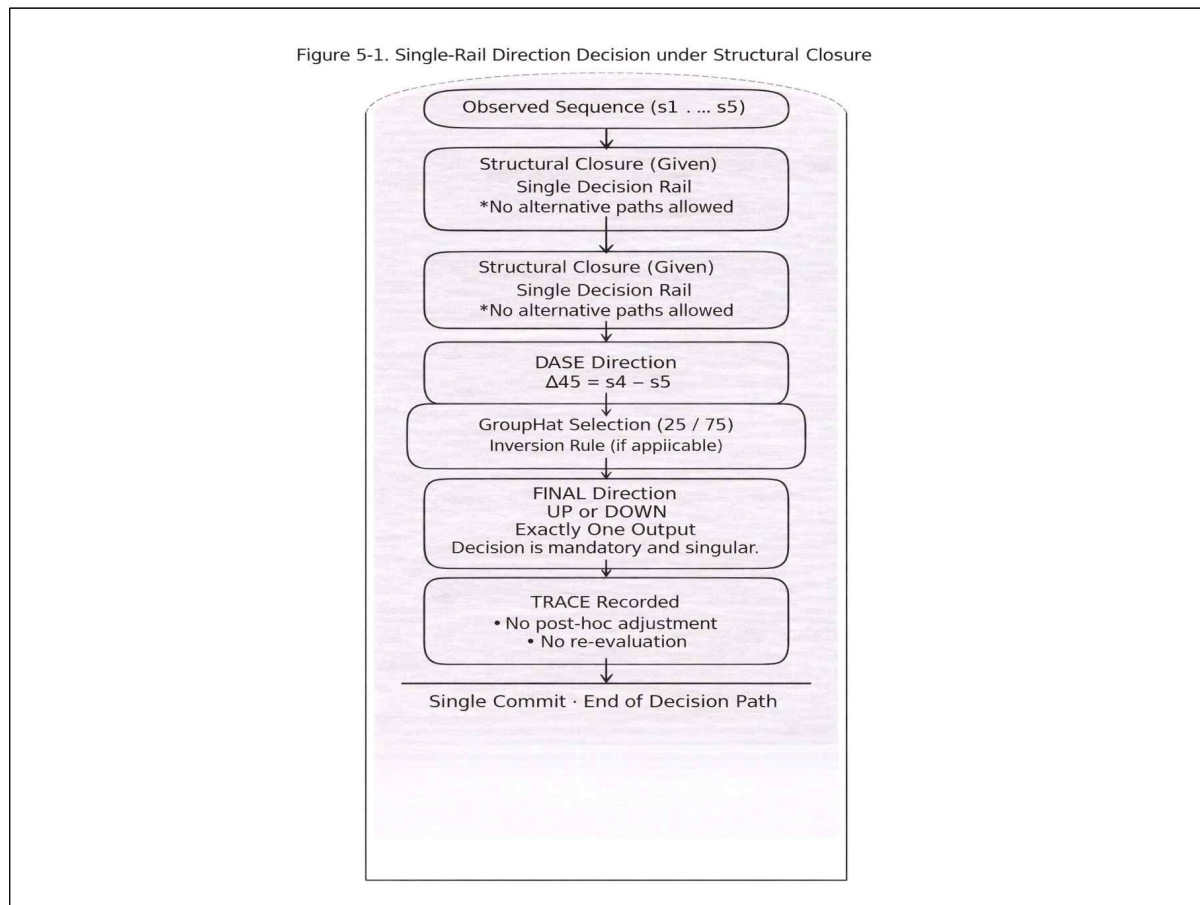 Figure 5-1. Single-Rail Direction Decision under Structural Closure
Observed Sequence (s1 . ... s5)
Structural Closure (Given)
Single Decision Rail
*No alternative paths allowed
Structural Closure (Given)
Single Decision Rail
*No alternative paths allowed
DASE Direction
Δ45 = s4 − s5
GroupHat Selection (25 / 75)
Inversion Rule (if appiicable)
FINAL Direction
UP or DOWN
Exactly One Output
Decision is mandatory and singular.
TRACE Recorded
• No post-hoc adjustment
• No re-evaluation
Single Commit · End of Decision Path